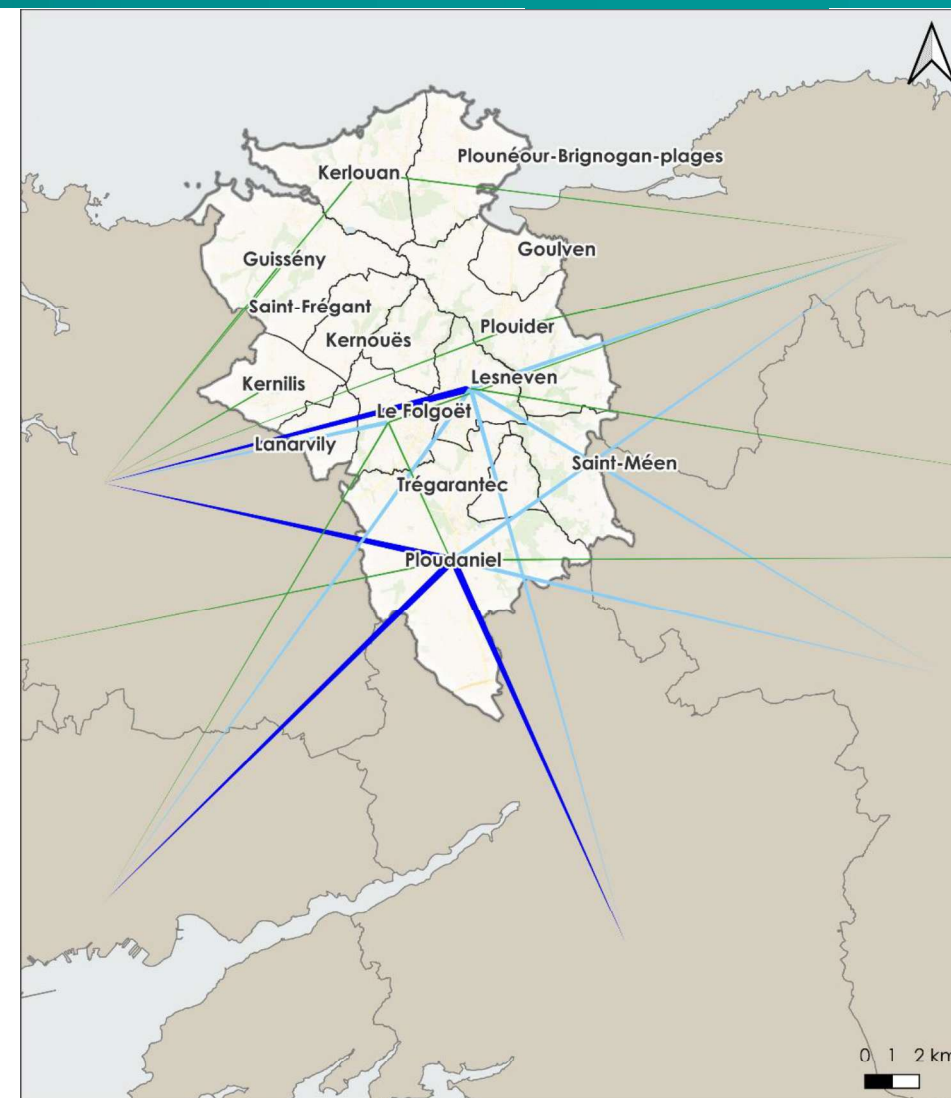 Plounéour-Brignogan-plages
Kerlouan
Goulven
Guissény
Saint-Frégant
Plouider
Kernouës
Lesneven
Kernilis
Le Folgoët
Lanarvily
Saint-Méen
Trégarantec
Ploudaniel
0 1 2 km